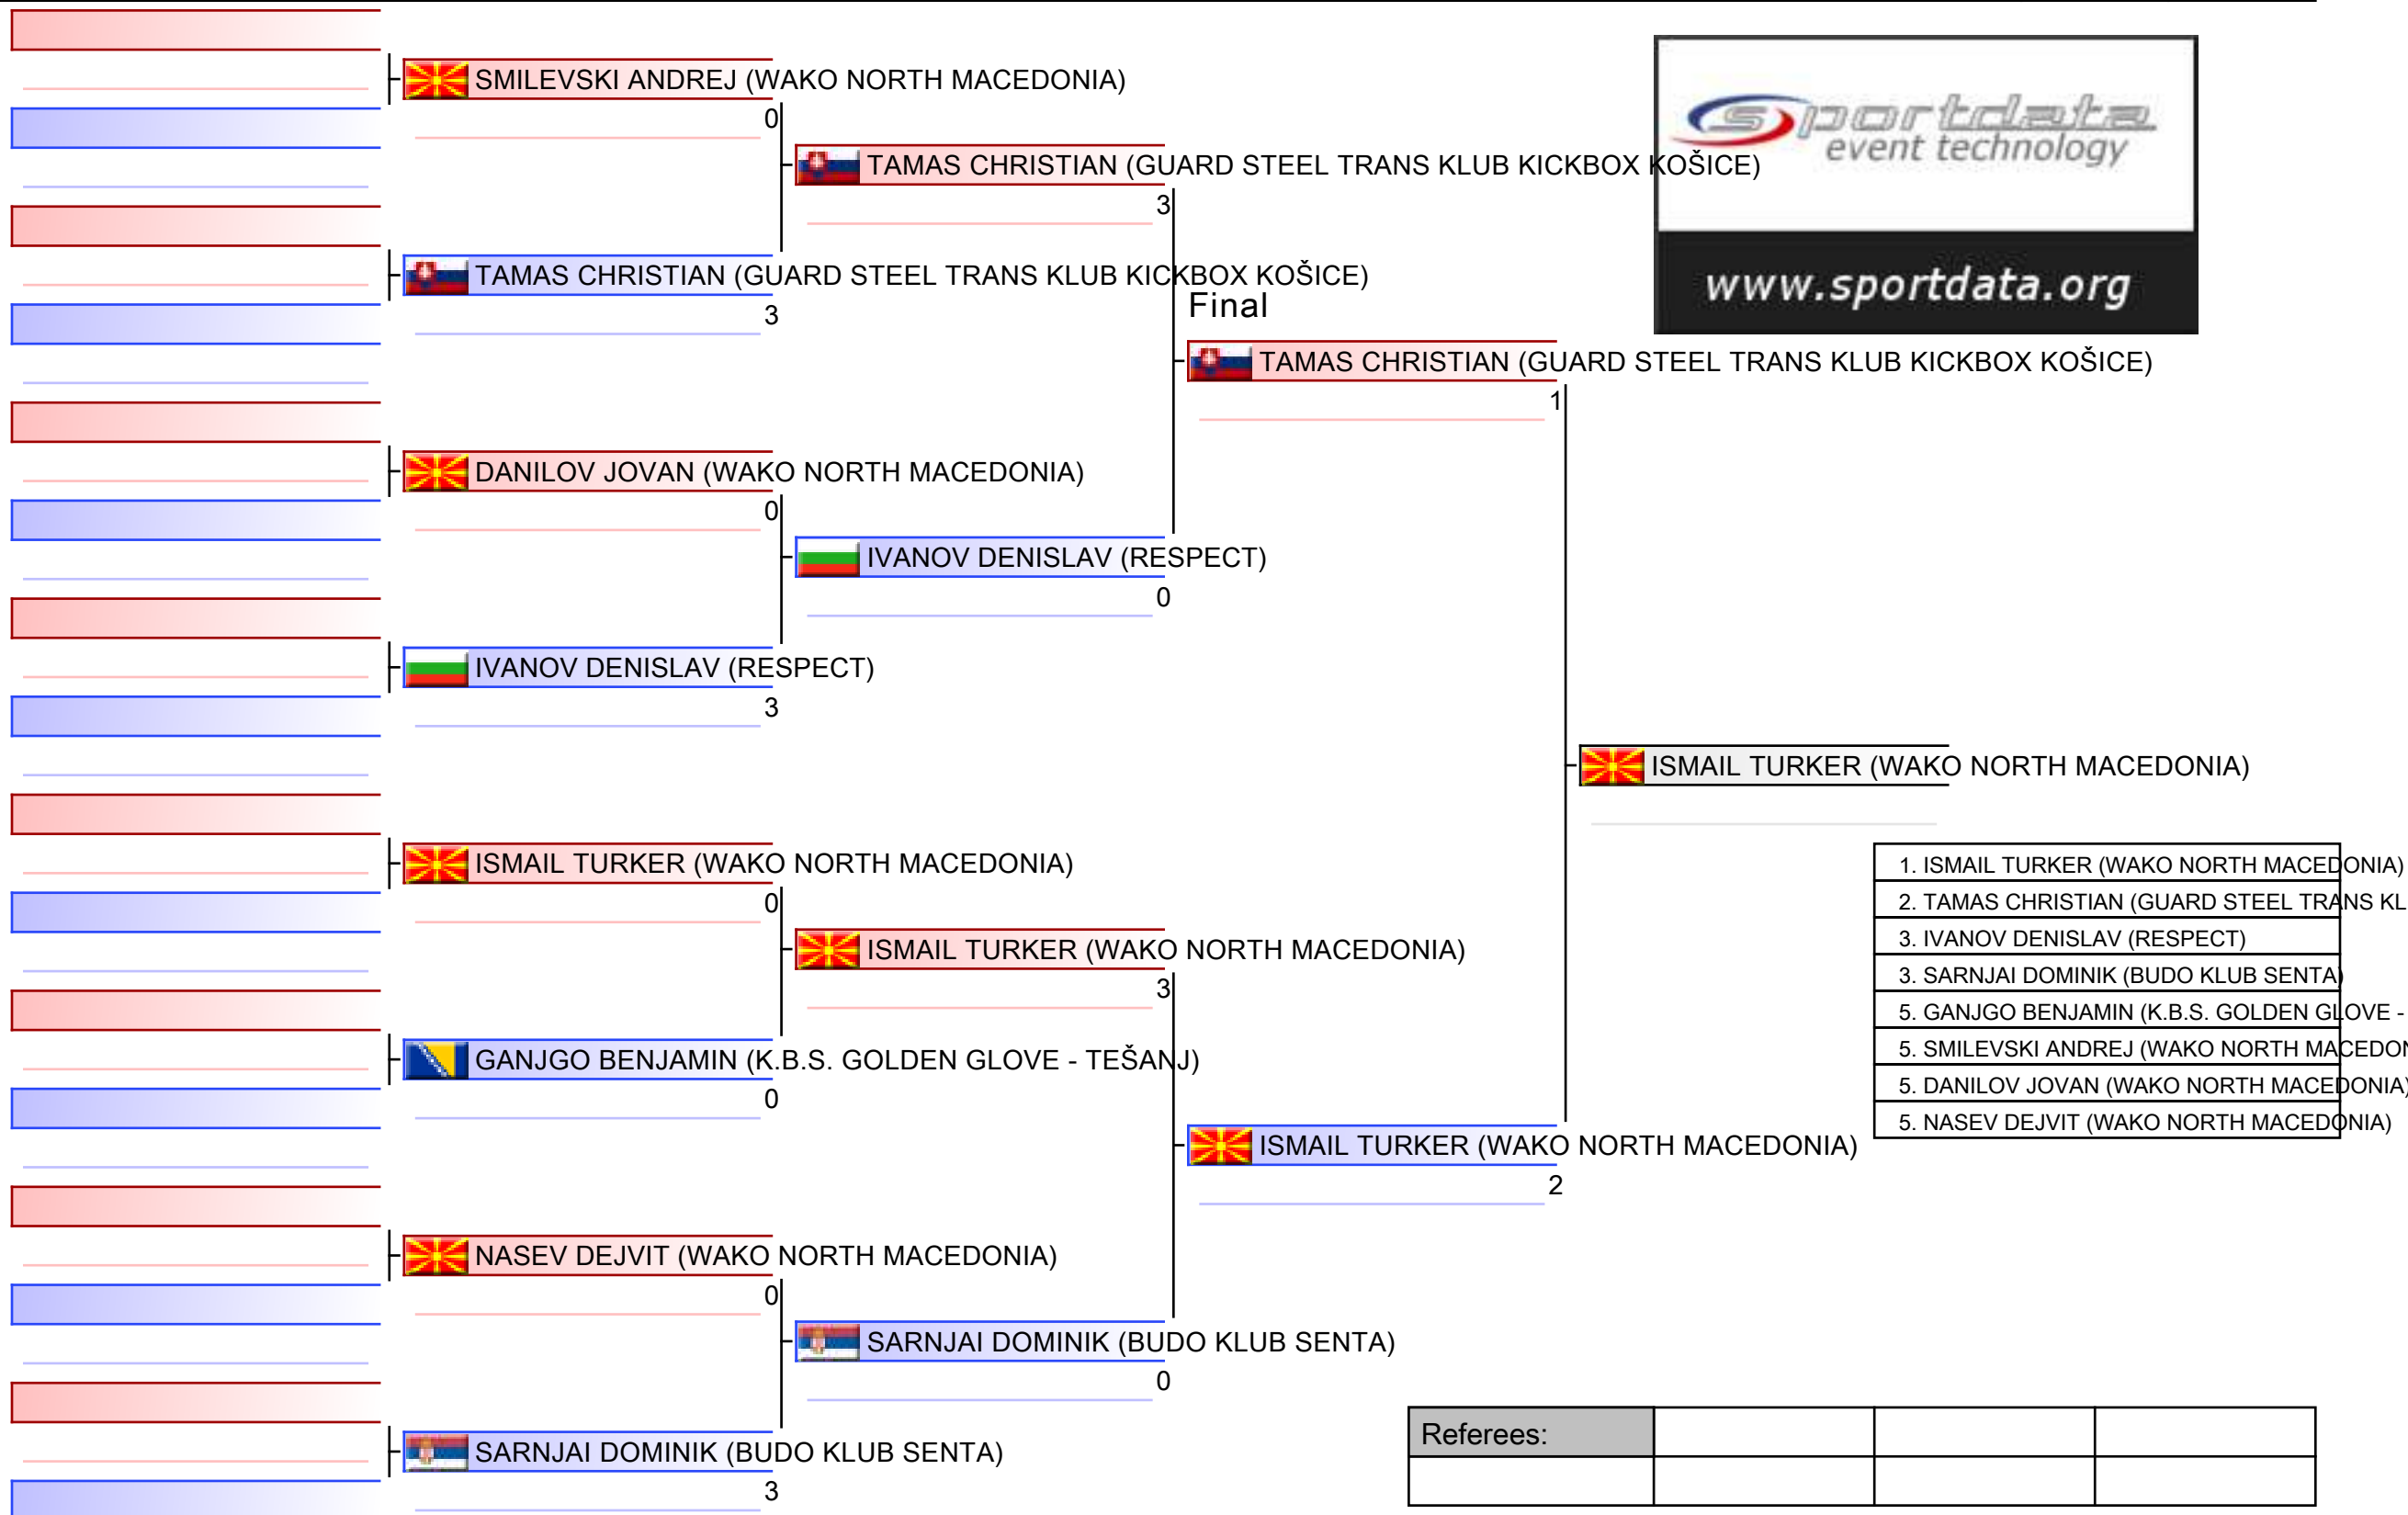 SMILEVSKI ANDREJ (WAKO NORTH MACEDONIA)
0
TAMAS CHRISTIAN (GUARD STEEL TRANS KLUB KICKBOX KOŠICE)
3
DANILOV JOVAN (WAKO NORTH MACEDONIA)
0
IVANOV DENISLAV (RESPECT)
3
ISMAIL TURKER (WAKO NORTH MACEDONIA)
0
GANJGO BENJAMIN (K.B.S. GOLDEN GLOVE - TEŠANJ)
0
NASEV DEJVIT (WAKO NORTH MACEDONIA)
0
SARNJAI DOMINIK (BUDO KLUB SENTA)
3
TAMAS CHRISTIAN (GUARD STEEL TRANS KLUB KICKBOX KOŠICE)
3
IVANOV DENISLAV (RESPECT)
0
ISMAIL TURKER (WAKO NORTH MACEDONIA)
3
SARNJAI DOMINIK (BUDO KLUB SENTA)
0
Final
TAMAS CHRISTIAN (GUARD STEEL TRANS KLUB KICKBOX KOŠICE)
1
ISMAIL TURKER (WAKO NORTH MACEDONIA)
2
ISMAIL TURKER (WAKO NORTH MACEDONIA)
sportdata
event technology
www.sportdata.org
1. ISMAIL TURKER (WAKO NORTH MACEDONIA)
2. TAMAS CHRISTIAN (GUARD STEEL TRANS KL
3. IVANOV DENISLAV (RESPECT)
3. SARNJAI DOMINIK (BUDO KLUB SENTA)
5. GANJGO BENJAMIN (K.B.S. GOLDEN GLOVE -
5. SMILEVSKI ANDREJ (WAKO NORTH MACEDON
5. DANILOV JOVAN (WAKO NORTH MACEDONIA)
5. NASEV DEJVIT (WAKO NORTH MACEDONIA)
Referees: